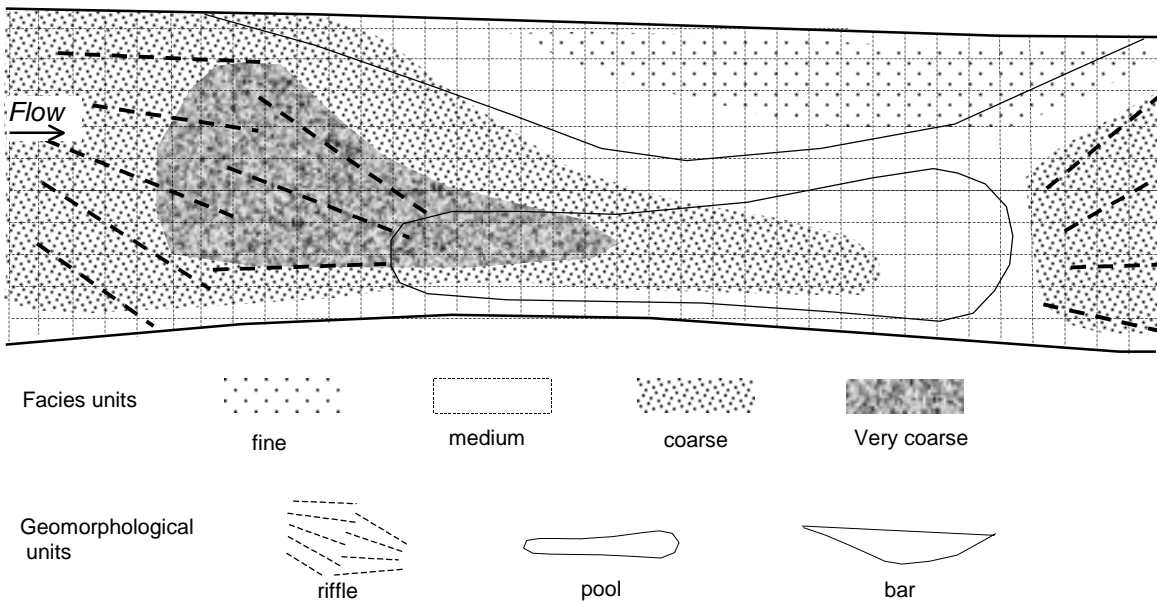 Flow
Facies units
fine
medium
coarse
Very coarse
Geomorphological
units
riffle
pool
bar